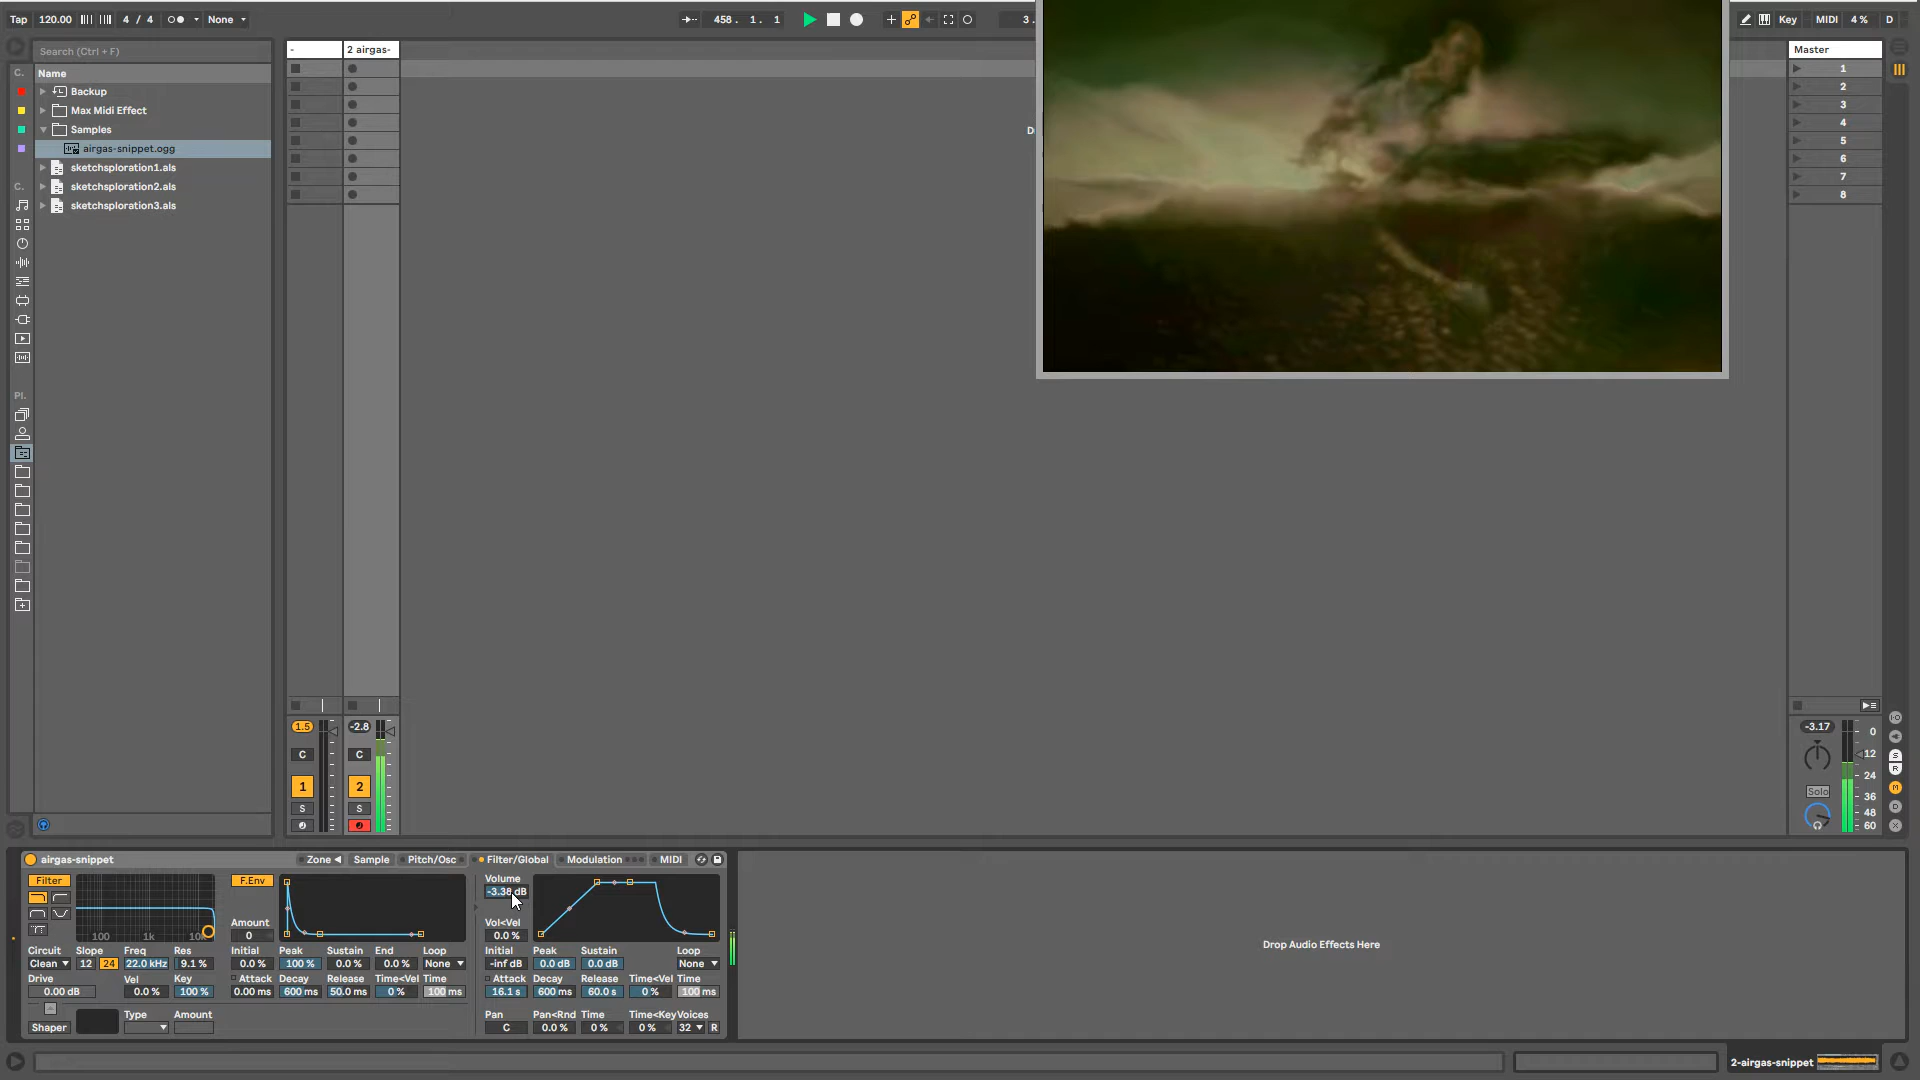 Tap 120.00 4 / 4 None 458. 1. 1 3. Key MIDI 4 % D
Search (Ctrl + F)
C. Name
Backup
Max Midi Effect
Samples
airgas-snippet.ogg
sketchsploration1.als
C. sketchsploration2.als
sketchsploration3.als
Pl.
- 2 airgas-
D
Master
1
2
3
4
5
6
7
8
1.5 -2.8
C C
1 2
S S
-3.17 0
12
24
Solo 36
48
60
S
R
M
D
X
airgas-snippet Zone Sample Pitch/Osc Filter/Global Modulation MIDI
Filter F.Env Volume
-3.38 dB
Amount Vol<Vel
100 1k 10k 0 0.0 %
Circuit Slope Freq Res Initial Peak Sustain End Loop Initial Peak Sustain Loop
Clean 12 24 22.0 kHz 9.1 % 0.0 % 100 % 0.0 % 0.0 % None -inf dB 0.0 dB 0.0 dB None
Drive Vel Key Attack Decay Release Time<Vel Time Attack Decay Release Time<Vel Time
0.00 dB 0.0 % 100 % 0.00 ms 600 ms 50.0 ms 0 % 100 ms 16.1 s 600 ms 60.0 s 0 % 100 ms
Type Amount Pan Pan<Rnd Time Time<Key Voices
Shaper C 0.0 % 0 % 0 % 32 R
Drop Audio Effects Here
2-airgas-snippet